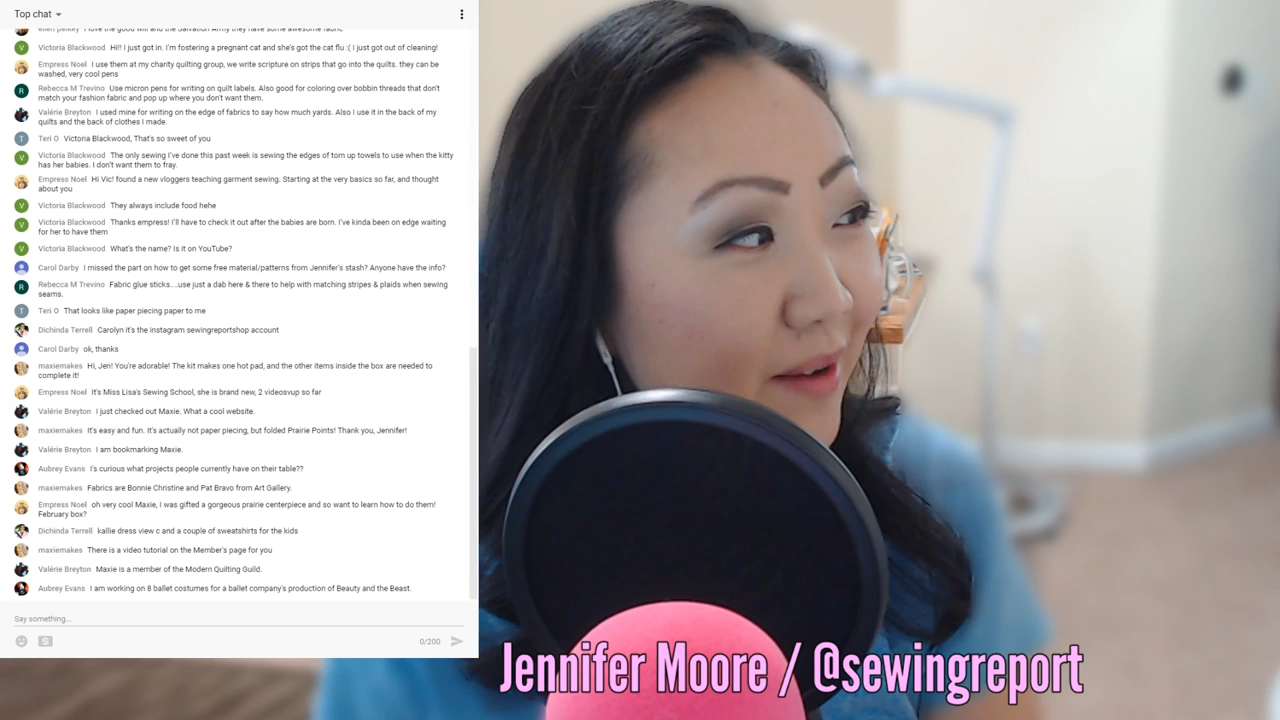 Top chat
ellen pelkey I love the good will and the Salvation Army they have some awesome fabric
Victoria Blackwood Hi!! I just got in. I'm fostering a pregnant cat and she's got the cat flu :( I just got out of cleaning!
Empress Noel I use them at my charity quilting group, we write scripture on strips that go into the quilts. they can be
washed, very cool pens
Rebecca M Trevino Use micron pens for writing on quilt labels. Also good for coloring over bobbin threads that don't
match your fashion fabric and pop up where you don't want them.
Valérie Breyton I used mine for writing on the edge of fabrics to say how much yards. Also I use it in the back of my
quilts and the back of clothes I made.
Teri O Victoria Blackwood, That's so sweet of you
Victoria Blackwood The only sewing I've done this past week is sewing the edges of torn up towels to use when the kitty
has her babies. I don't want them to fray.
Empress Noel Hi Vic! found a new vloggers teaching garment sewing. Starting at the very basics so far, and thought
about you
Victoria Blackwood They always include food hehe
Victoria Blackwood Thanks empress! I'll have to check it out after the babies are born. I've kinda been on edge waiting
for her to have them
Victoria Blackwood What's the name? Is it on YouTube?
Carol Darby I missed the part on how to get some free material/patterns from Jennifer's stash? Anyone have the info?
Rebecca M Trevino Fabric glue sticks....use just a dab here & there to help with matching stripes & plaids when sewing
seams.
Teri O That looks like paper piecing paper to me
Dichinda Terrell Carolyn it's the instagram sewingreportshop account
Carol Darby ok, thanks
maxiemakes Hi, Jen! You're adorable! The kit makes one hot pad, and the other items inside the box are needed to
complete it!
Empress Noel It's Miss Lisa's Sewing School, she is brand new, 2 videosvup so far
Valérie Breyton I just checked out Maxie. What a cool website.
maxiemakes It's easy and fun. It's actually not paper piecing, but folded Prairie Points! Thank you, Jennifer!
Valérie Breyton I am bookmarking Maxie.
Aubrey Evans I's curious what projects people currently have on their table??
maxiemakes Fabrics are Bonnie Christine and Pat Bravo from Art Gallery.
Empress Noel oh very cool Maxie, I was gifted a gorgeous prairie centerpiece and so want to learn how to do them!
February box?
Dichinda Terrell kallie dress view c and a couple of sweatshirts for the kids
maxiemakes There is a video tutorial on the Member's page for you
Valérie Breyton Maxie is a member of the Modern Quilting Guild.
Aubrey Evans I am working on 8 ballet costumes for a ballet company's production of Beauty and the Beast.
Say something...
0/200
Jennifer Moore / @sewingreport